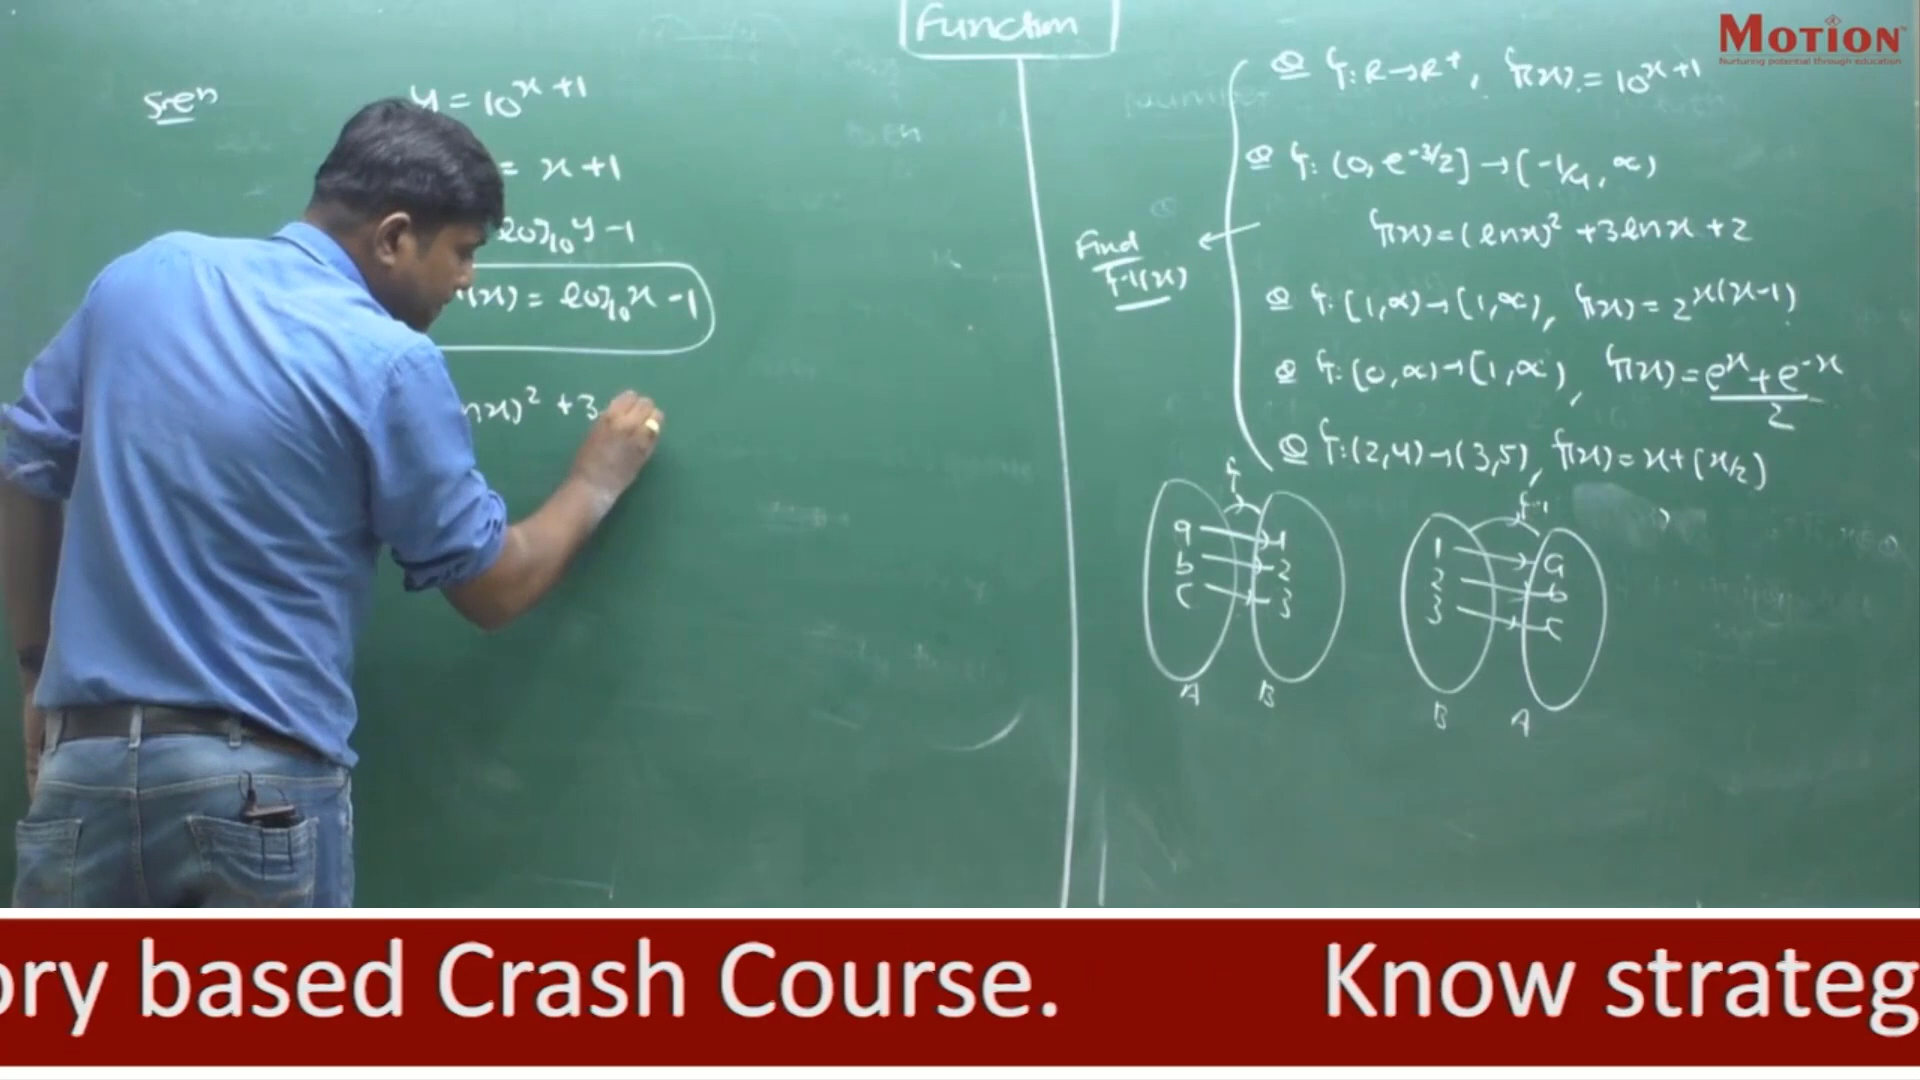 Function
MOTION
Nurturing potential through education
y = 10^x+1
= x+1
log₁₀ y -1
(x) = log₁₀ x -1
nx)² + 3
Find
f⁻¹(x)
Q f: R→R⁺, f(x) = 10^x+1
Q f: (0, e^-3/2] → [-1/4, ∞)
f(x) = (ln x)² + 3 ln x + 2
Q f: [1, ∞) → [1, ∞), f(x) = 2^x(x-1)
Q f: (0, ∞) → [1, ∞), f(x) = e^x + e^-x / 2
Q f: (2,4) → (3,5), f(x) = x + [x/2]
f
a 1
b 2
c 3
A B
f⁻¹
1 a
2 b
3 c
B A
ory based Crash Course. Know strateg